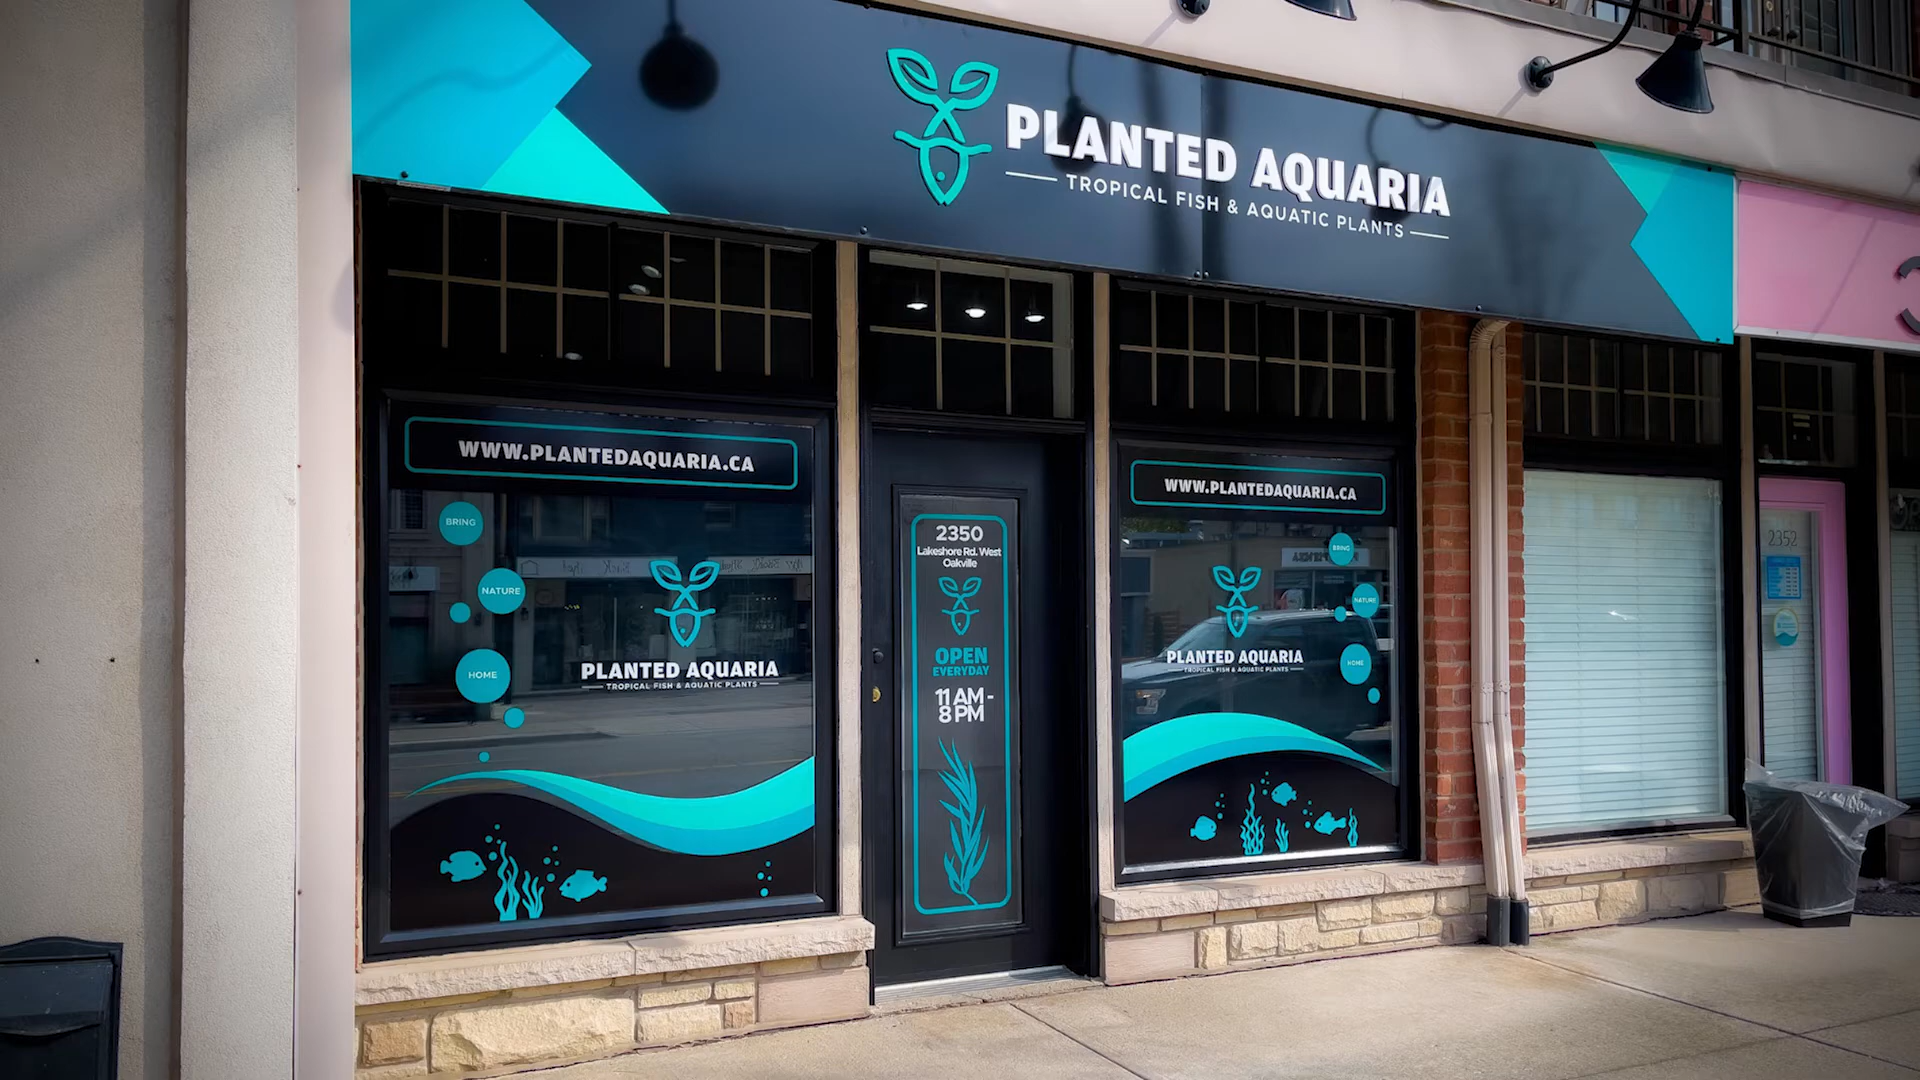 PLANTED AQUARIA
TROPICAL FISH & AQUATIC PLANTS
WWW.PLANTEDAQUARIA.CA
BRING
NATURE
HOME
PLANTED AQUARIA
TROPICAL FISH & AQUATIC PLANTS
2350
Lakeshore Rd. West
Oakville
OPEN
EVERYDAY
11 AM -
8 PM
WWW.PLANTEDAQUARIA.CA
BRING
NATURE
HOME
PLANTED AQUARIA
TROPICAL FISH & AQUATIC PLANTS
2352